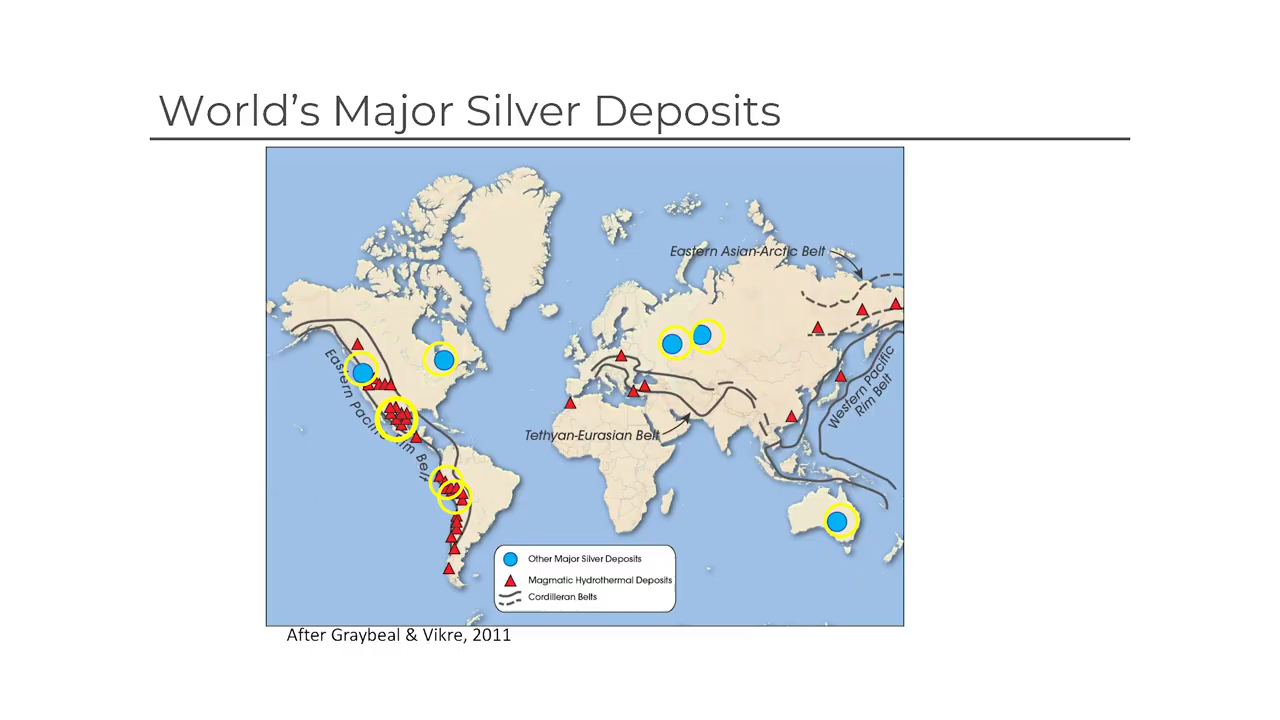 World's Major Silver Deposits
Eastern Asian-Arctic Belt
Eastern Pacific Rim Belt
Western Pacific
Rim Belt
Tethyan-Eurasian Belt
Other Major Silver Deposits
Magmatic Hydrothermal Deposits
Cordilleran Belts
After Graybeal & Vikre, 2011